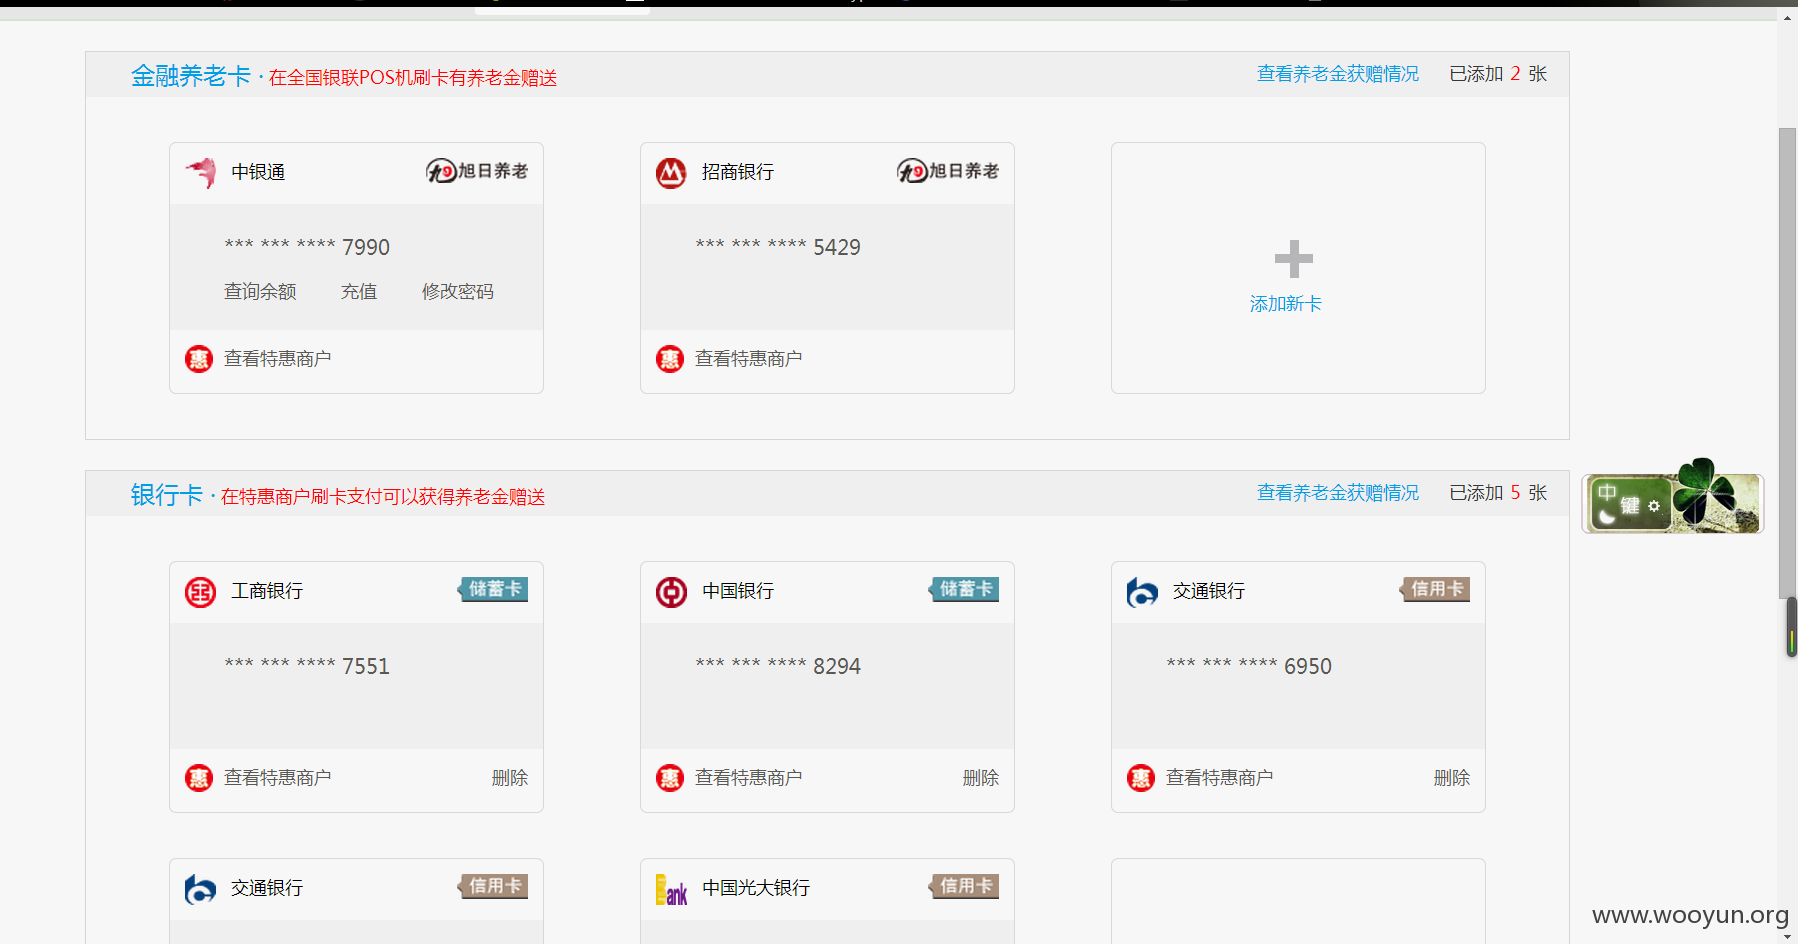 金融养老卡 · 在全国银联POS机刷卡有养老金赠送 查看养老金获赠情况 已添加 2 张
中银通 旭日养老 招商银行 旭日养老
*** *** **** 7990 *** *** **** 5429
查询余额 充值 修改密码 添加新卡
惠 查看特惠商户 惠 查看特惠商户
银行卡 · 在特惠商户刷卡支付可以获得养老金赠送 查看养老金获赠情况 已添加 5 张
中 键
工商银行 储蓄卡 中国银行 储蓄卡 交通银行 信用卡
*** *** **** 7551 *** *** **** 8294 *** *** **** 6950
惠 查看特惠商户 删除 惠 查看特惠商户 删除 惠 查看特惠商户 删除
交通银行 信用卡 Bank 中国光大银行 信用卡
www.wooyun.org